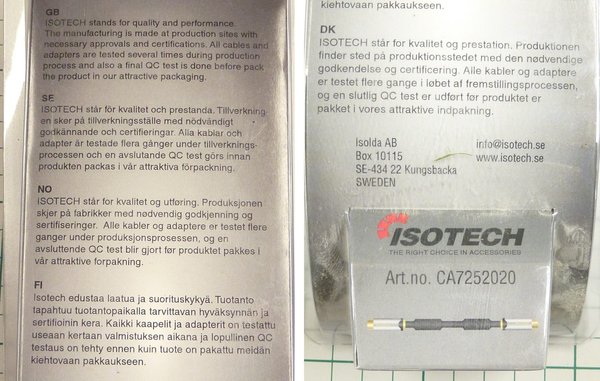 GB
ISOTECH stands for quality and performance.
The manufacturing is made at production sites with
necessary approvals and certifications. All cables and
adapters are tested several times during production
process and also a final QC test is done before pack
the product in our attractive packaging.
SE
ISOTECH står för kvalitet och prestanda. Tillverkning-
en sker på tillverkningsställe med nödvändigt
godkännande och certifieringar. Alla kablar och
adapter är testade flera gånger under tillverknings-
processen och en avslutande QC test görs innan
produkten packas i vår attraktiva förpackning.
NO
ISOTECH står for kvalitet og utføring. Produksjonen
skjer på fabrikker med nødvendig godkjenning og
sertifiseringer. Alle kabler og adaptere er testet flere
ganger under produksjonsprosessen, og en
avsluttende QC test blir gjort før produktet pakkes i
vår attraktive forpakning.
FI
Isotech edustaa laatua ja suorituskykyä. Tuotanto
tapahtuu tuotantopaikalla tarvittavan hyväksynnän ja
sertifioinin kera. Kaikki kaapelit ja adapterit on testattu
useaan kertaan valmistuksen aikana ja lopullinen QC
testaus on tehty ennen kuin tuote on pakattu meidän
kiehtovaan pakkaukseen.
kiehtovaan pakkaukseen.
DK
ISOTECH står for kvalitet og prestation. Produktionen
finder sted på produktionsstedet med den nødvendige
godkendelse og certificering. Alle kabler og adaptere
er testet flere gange i løbet af fremstillingsprocessen,
og en slutlig QC test er udført før produktet er
pakket i vores attraktive indpakning.
Isolda AB
Box 10115
SE-434 22 Kungsbacka
SWEDEN
info@isotech.se
www.isotech.se
ISOTECH
THE RIGHT CHOICE IN ACCESSORIES
Art.no. CA7252020